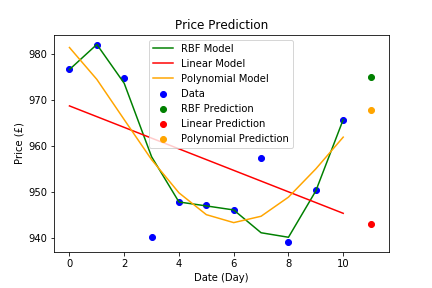 Price Prediction
RBF Model
Linear Model
Polynomial Model
Data
RBF Prediction
Linear Prediction
Polynomial Prediction
980
970
960
950
940
Price (£)
0 2 4 6 8 10
Date (Day)